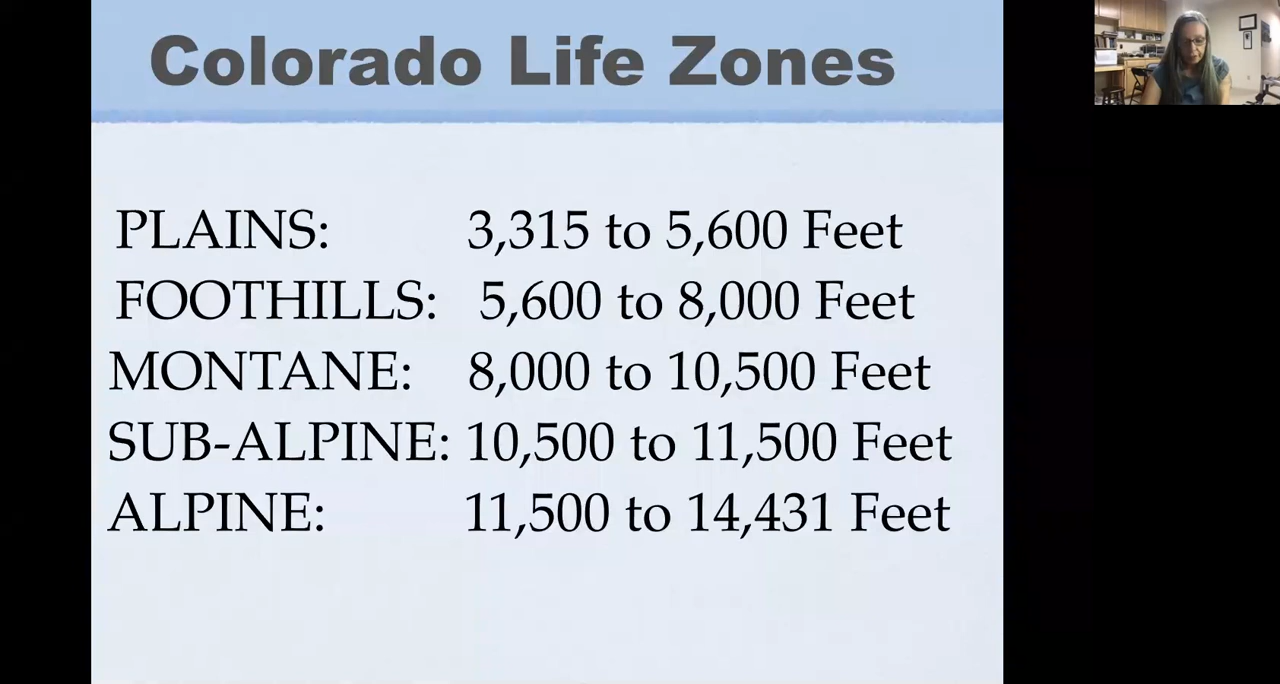 Colorado Life Zones
PLAINS: 3,315 to 5,600 Feet
FOOTHILLS: 5,600 to 8,000 Feet
MONTANE: 8,000 to 10,500 Feet
SUB-ALPINE: 10,500 to 11,500 Feet
ALPINE: 11,500 to 14,431 Feet